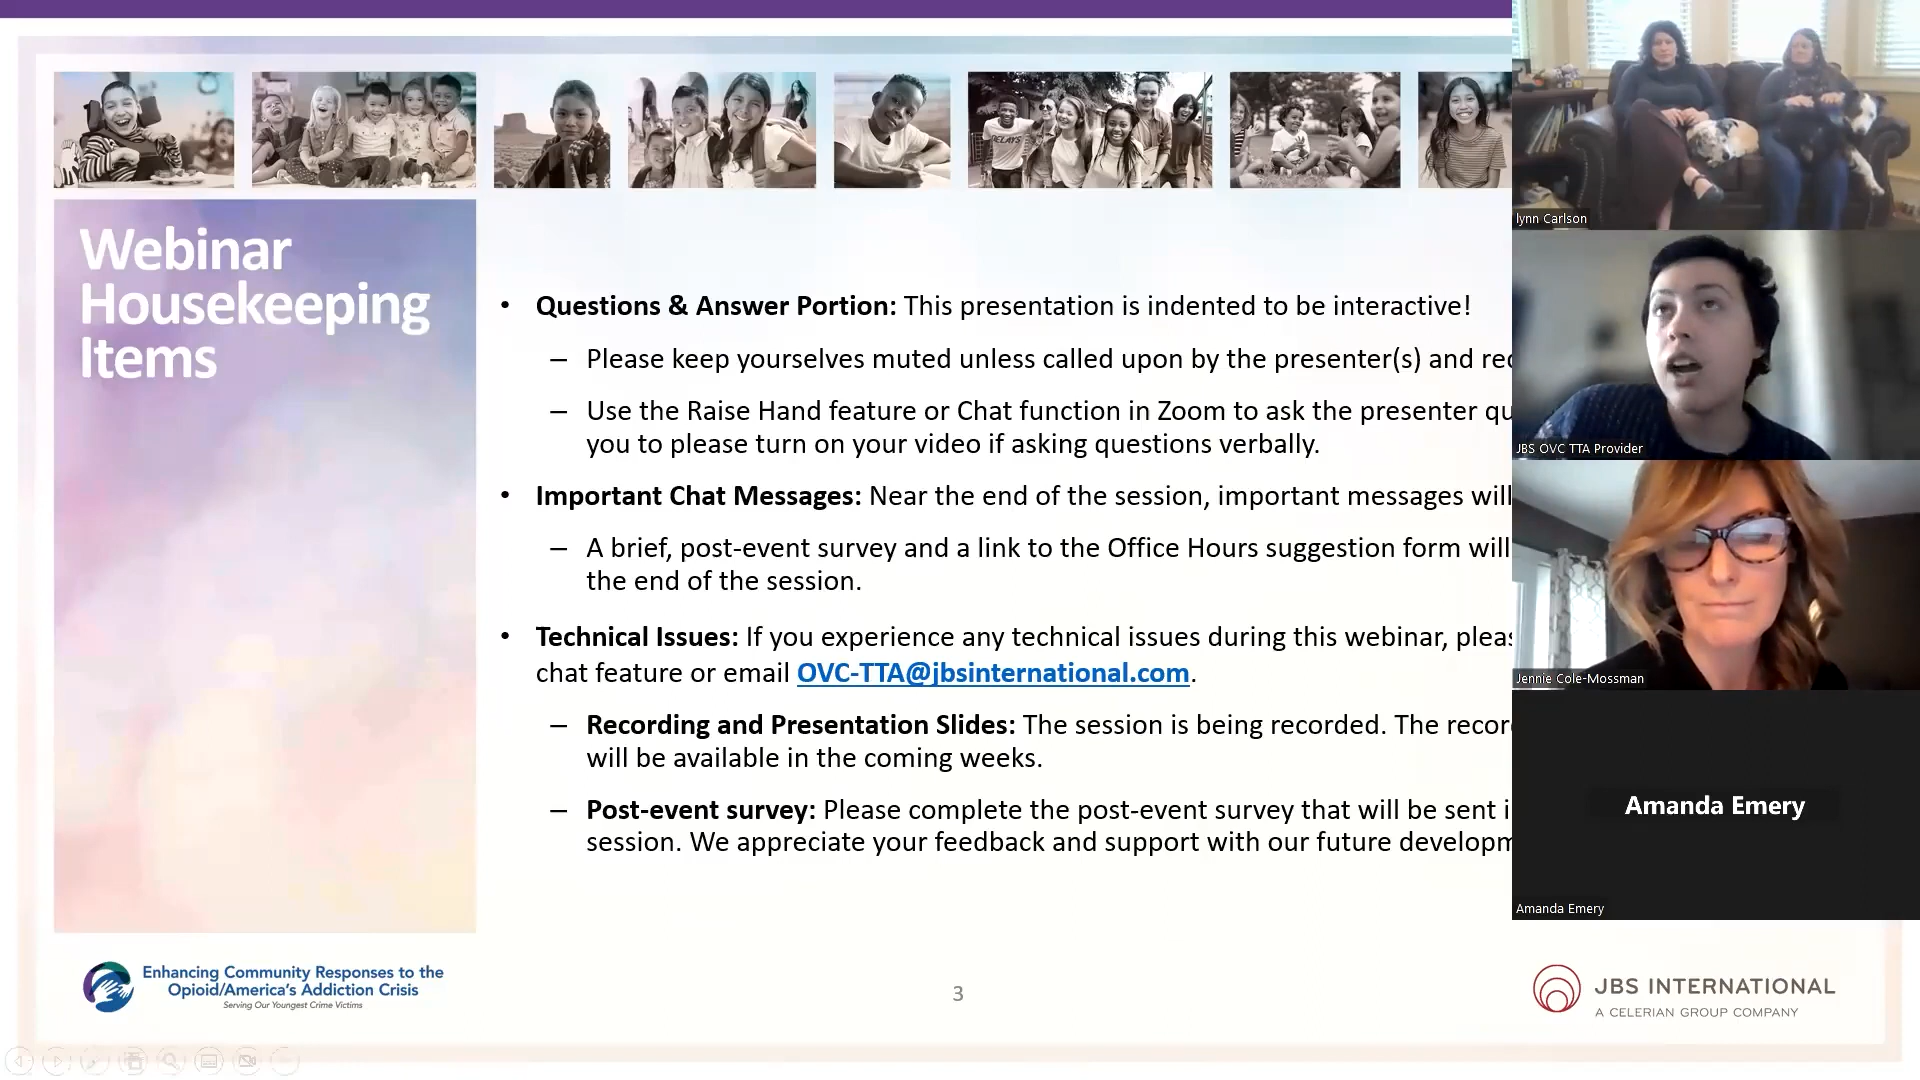 Webinar
Housekeeping
Items
• Questions & Answer Portion: This presentation is indented to be interactive!
– Please keep yourselves muted unless called upon by the presenter(s) and
– Use the Raise Hand feature or Chat function in Zoom to ask the presenter
you to please turn on your video if asking questions verbally.
• Important Chat Messages: Near the end of the session, important messages will
– A brief, post-event survey and a link to the Office Hours suggestion form will
the end of the session.
• Technical Issues: If you experience any technical issues during this webinar,
chat feature or email OVC-TTA@jbsinternational.com.
– Recording and Presentation Slides: The session is being recorded. The
will be available in the coming weeks.
– Post-event survey: Please complete the post-event survey that will be sent
session. We appreciate your feedback and support with our future
Enhancing Community Responses to the
Opioid/America's Addiction Crisis
Serving Our Youngest Crime Victims
3
JBS INTERNATIONAL
A CELERIAN GROUP COMPANY
lynn Carlson
JBS OVC TTA Provider
Jennie Cole-Mossman
Amanda Emery
Amanda Emery